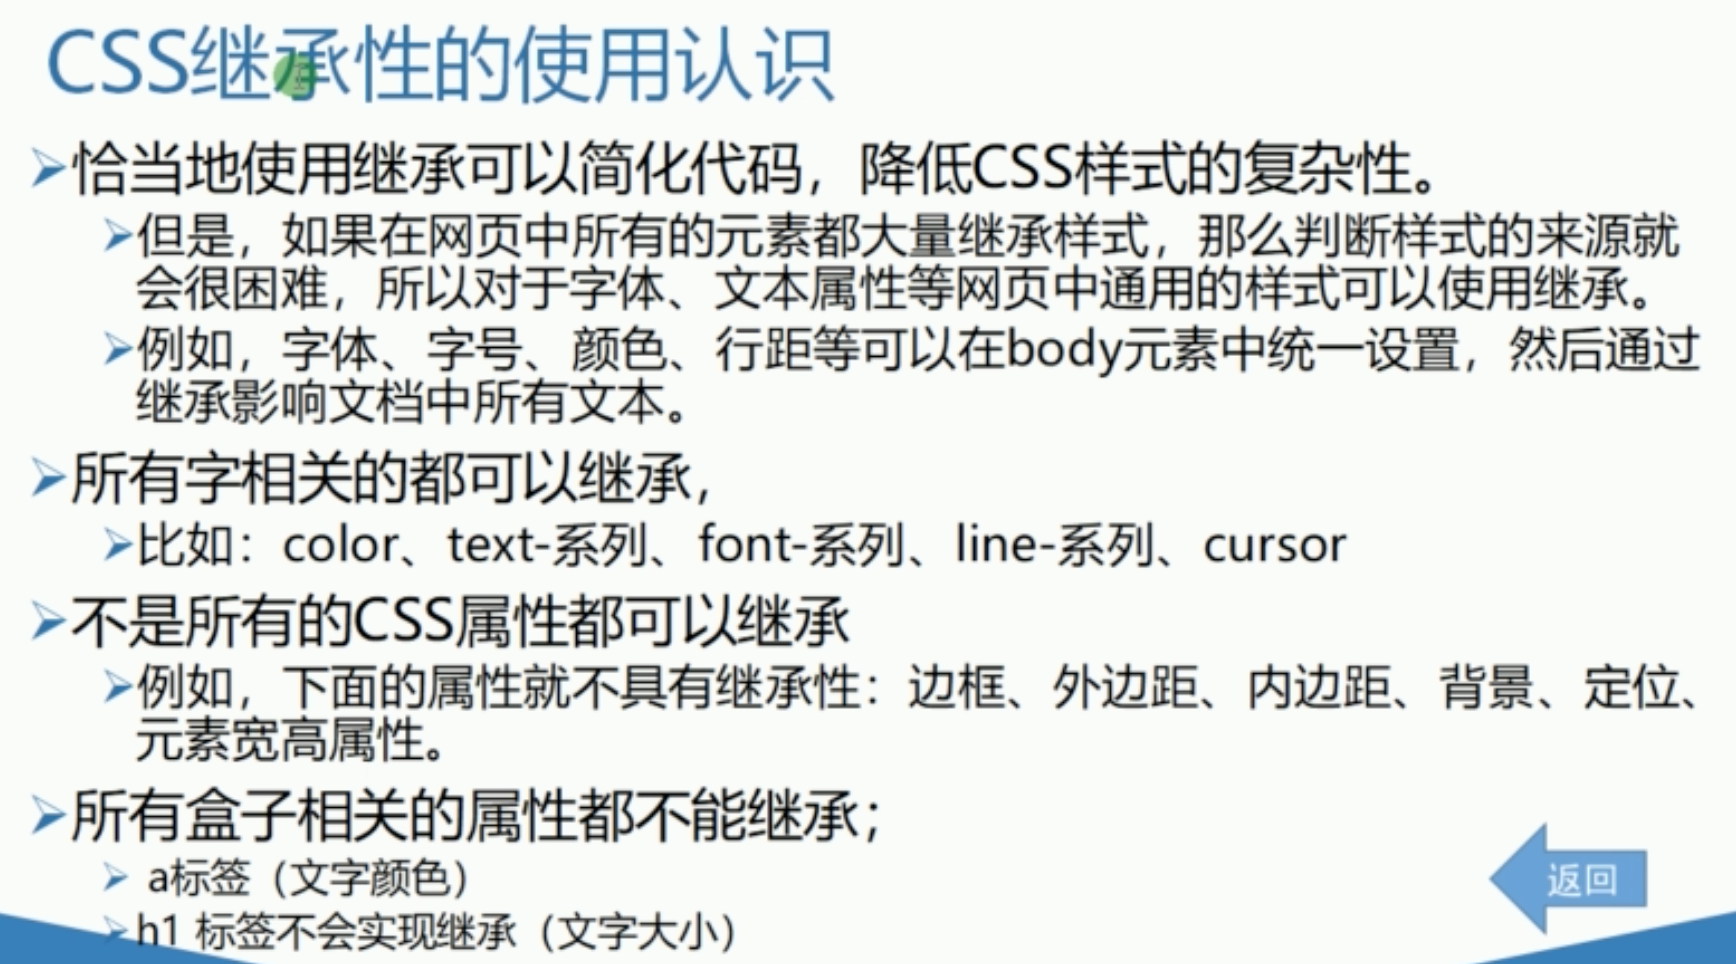 CSS继承性的使用认识
恰当地使用继承可以简化代码，降低CSS样式的复杂性。
但是，如果在网页中所有的元素都大量继承样式，那么判断样式的来源就
会很困难，所以对于字体、文本属性等网页中通用的样式可以使用继承。
例如，字体、字号、颜色、行距等可以在body元素中统一设置，然后通过
继承影响文档中所有文本。
所有字相关的都可以继承，
比如：color、text-系列、font-系列、line-系列、cursor
不是所有的CSS属性都可以继承
例如，下面的属性就不具有继承性：边框、外边距、内边距、背景、定位、
元素宽高属性。
所有盒子相关的属性都不能继承；
a标签（文字颜色）
返回
h1 标签不会实现继承（文字大小）